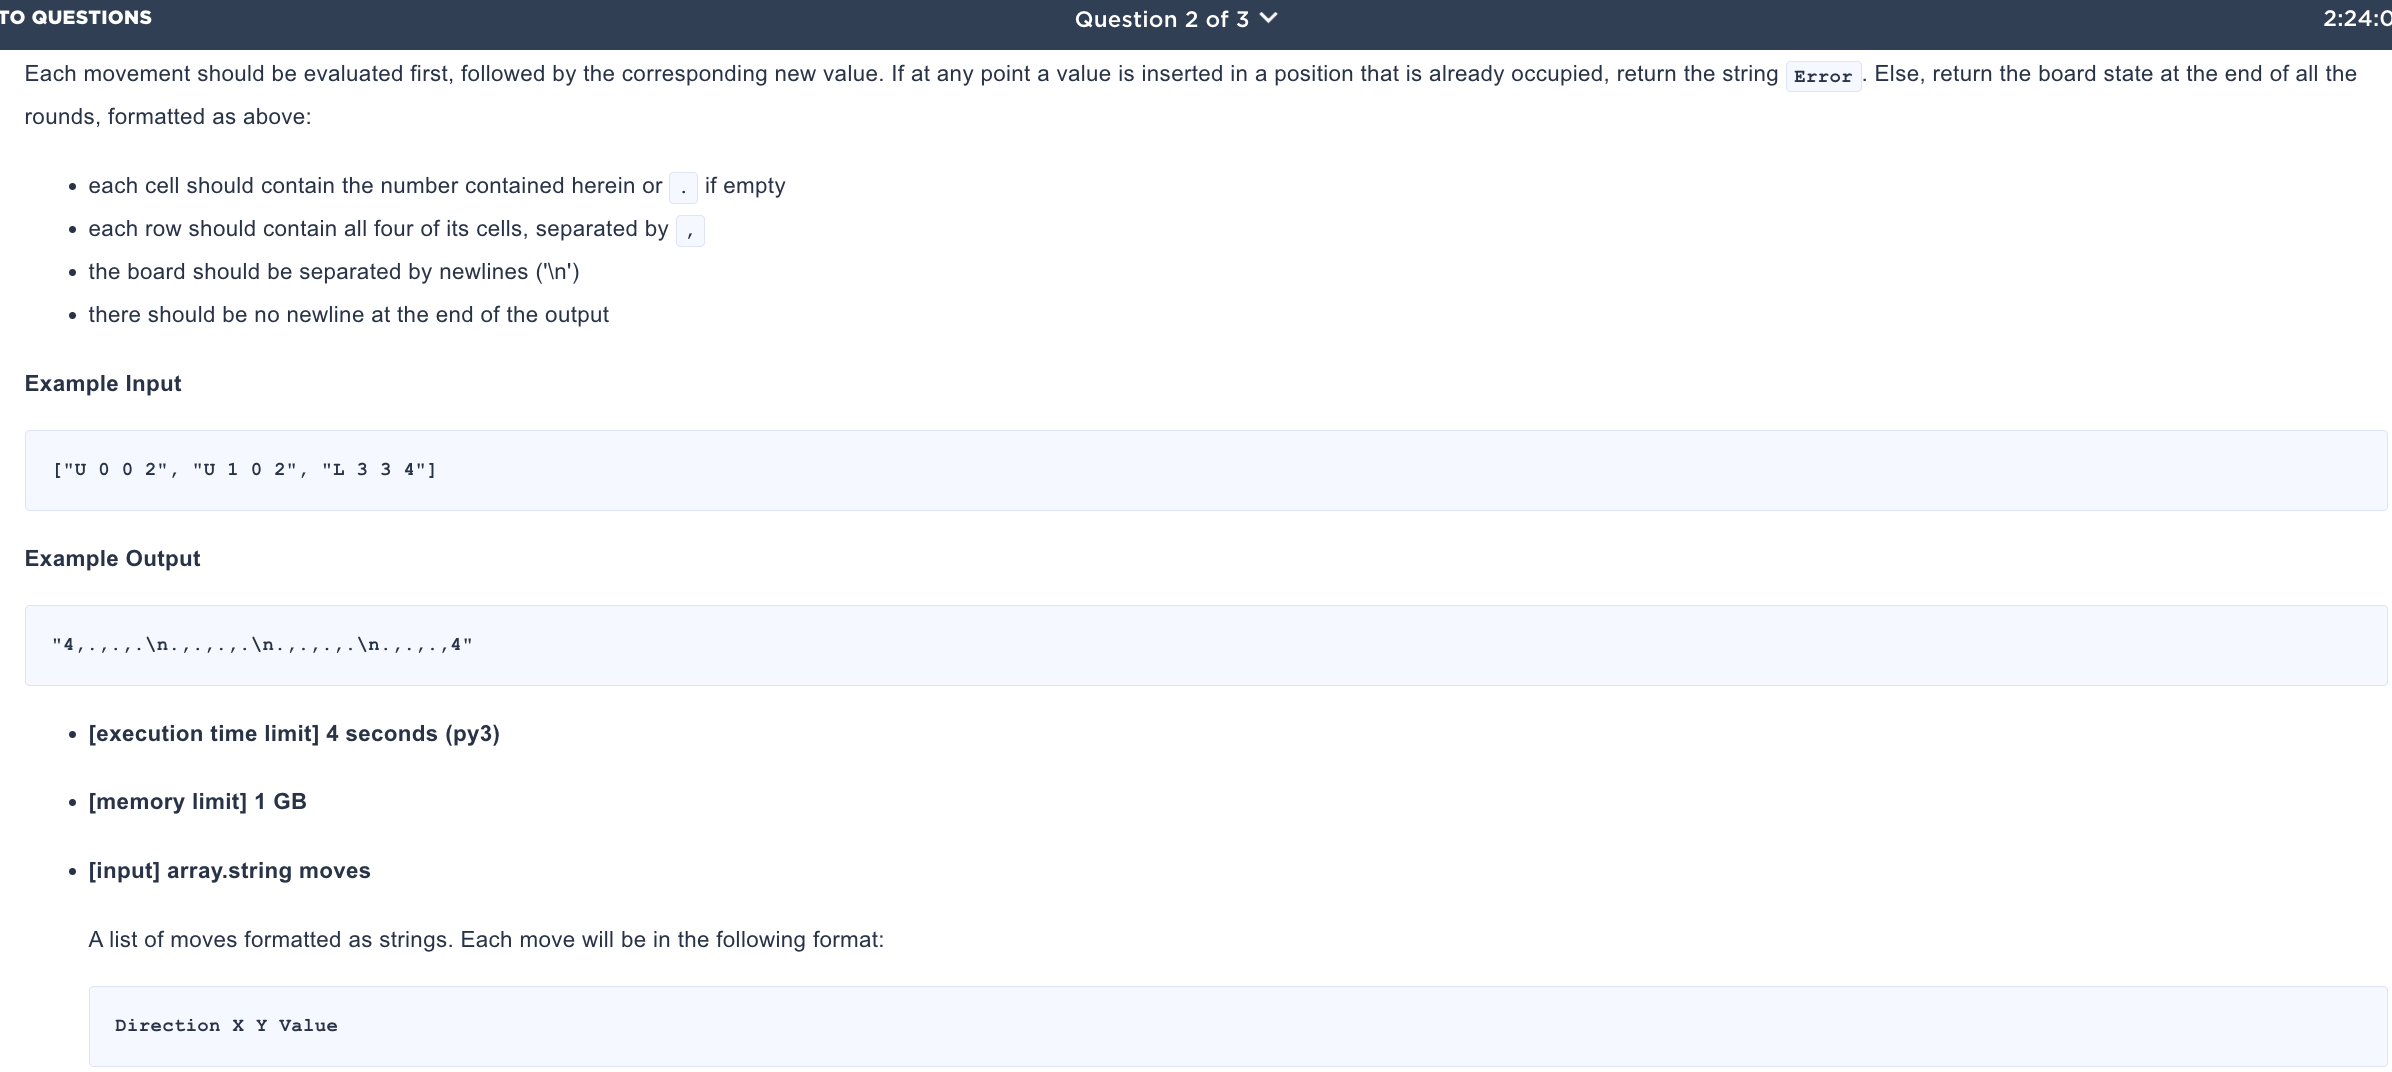 TO QUESTIONS
Question 2 of 3
2:24:0
Each movement should be evaluated first, followed by the corresponding new value. If at any point a value is inserted in a position that is already occupied, return the string Error. Else, return the board state at the end of all the
rounds, formatted as above:
• each cell should contain the number contained herein or . if empty
• each row should contain all four of its cells, separated by ,
• the board should be separated by newlines ('\n')
• there should be no newline at the end of the output
Example Input
["U 0 0 2", "U 1 0 2", "L 3 3 4"]
Example Output
"4,.,.,.\n.,.,.,.\n.,.,.,.\n.,.,.,4"
• [execution time limit] 4 seconds (py3)
• [memory limit] 1 GB
• [input] array.string moves
A list of moves formatted as strings. Each move will be in the following format:
Direction X Y Value